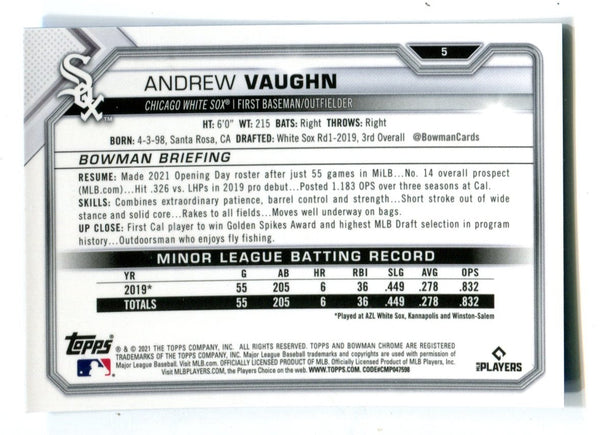 5
Sox™
ANDREW VAUGHN
CHICAGO WHITE SOX® | FIRST BASEMAN/OUTFIELDER
HT: 6'0" WT: 215 BATS: Right THROWS: Right
BORN: 4-3-98, Santa Rosa, CA DRAFTED: White Sox Rd1-2019, 3rd Overall @BowmanCards
BOWMAN BRIEFING
RESUME: Made 2021 Opening Day roster after just 55 games in MiLB...No. 14 overall prospect
(MLB.com)...Hit .326 vs. LHPs in 2019 pro debut...Posted 1.183 OPS over three seasons at Cal.
SKILLS: Combines extraordinary patience, barrel control and strength...Short stroke out of wide
stance and solid core...Rakes to all fields...Moves well underway on bags.
UP CLOSE: First Cal player to win Golden Spikes Award and highest MLB Draft selection in program
history...Outdoorsman who enjoys fly fishing.
MINOR LEAGUE BATTING RECORD
YR G AB HR RBI SLG AVG OPS
2019* 55 205 6 36 .449 .278 .832
TOTALS 55 205 6 36 .449 .278 .832
*Played at AZL White Sox, Kannapolis and Winston-Salem
Topps ® & © 2021 THE TOPPS COMPANY, INC. ALL RIGHTS RESERVED. TOPPS AND BOWMAN CHROME ARE REGISTERED
TRADEMARKS OF THE TOPPS COMPANY, INC. Major League Baseball trademarks and copyrights are used with permission of
Major League Baseball. Visit MLB.com. OFFICIALLY LICENSED PRODUCT OF MLB. Officially Licensed Product of MLB Players, Inc.
Visit MLBPLAYERS.com, the Players Choice on the web. WWW.TOPPS.COM. CODE#CMP047598
MLB PLAYERS